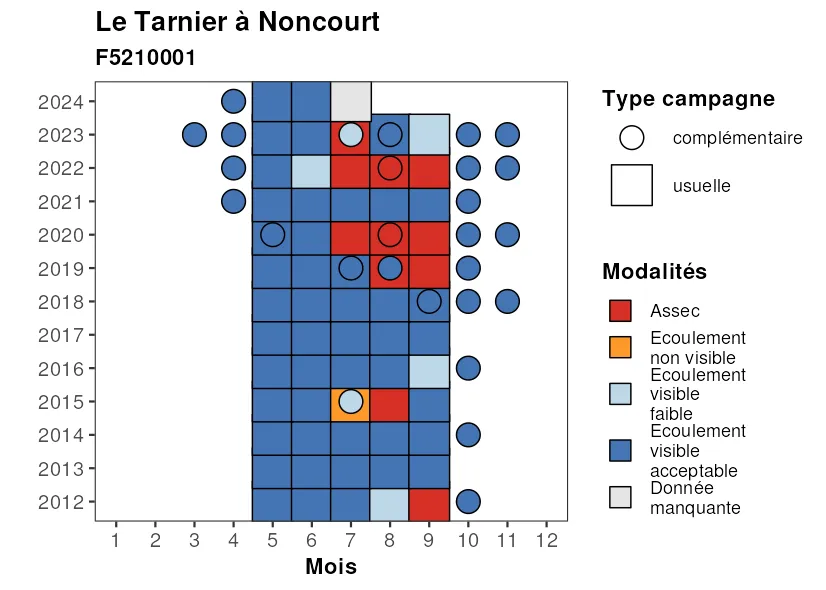 Le Tarnier à Noncourt
F5210001
2024
2023
2022
2021
2020
2019
2018
2017
2016
2015
2014
2013
2012
1 2 3 4 5 6 7 8 9 10 11 12
Mois
Type campagne
complémentaire
usuelle
Modalités
Assec
Ecoulement
non visible
Ecoulement
visible
faible
Ecoulement
visible
acceptable
Donnée
manquante